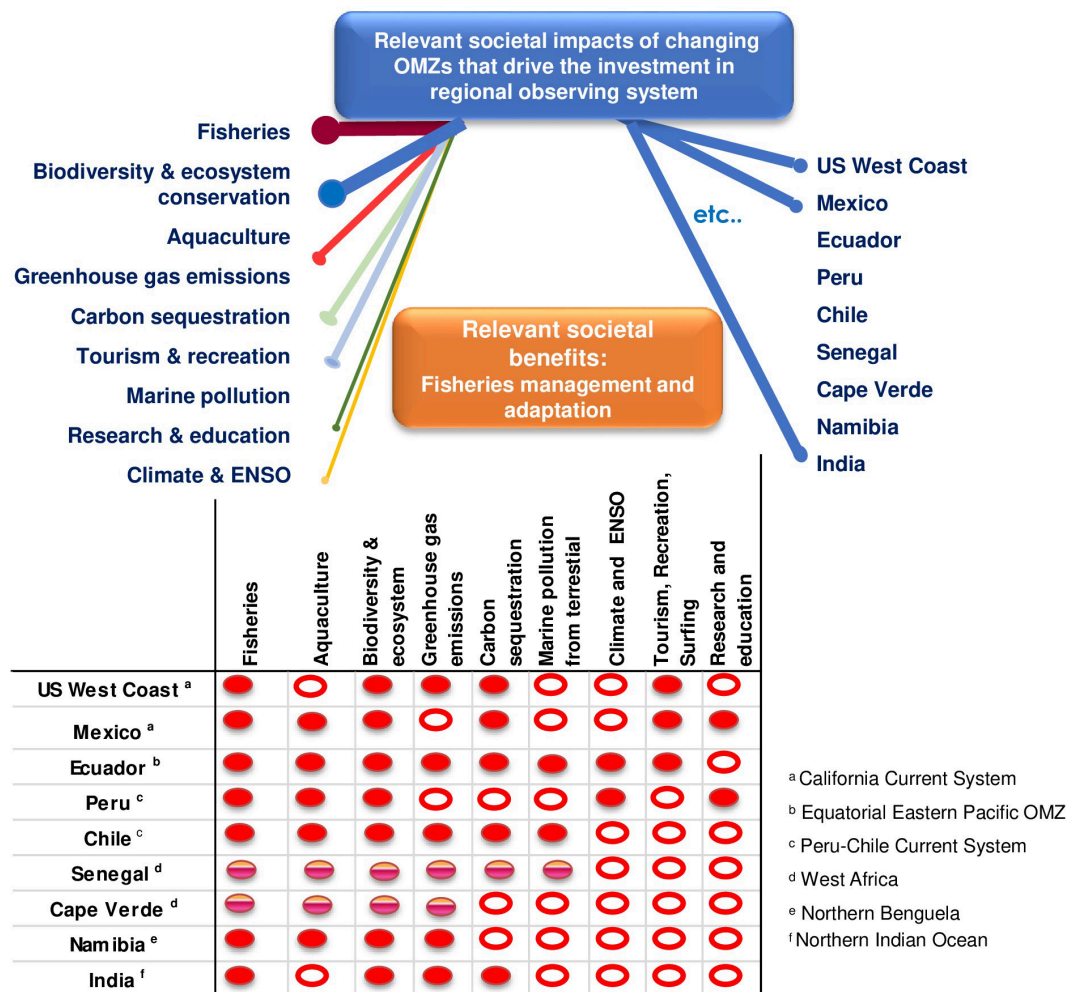 Relevant societal impacts of changing
OMZs that drive the investment in
regional observing system
Fisheries
Biodiversity & ecosystem
conservation
Aquaculture
Greenhouse gas emissions
Carbon sequestration
Tourism & recreation
Marine pollution
Research & education
Climate & ENSO
etc..
US West Coast
Mexico
Ecuador
Peru
Chile
Senegal
Cape Verde
Namibia
India
Relevant societal
benefits:
Fisheries management and
adaptation
Fisheries
Aquaculture
Biodiversity &
ecosystem
Greenhouse gas
emissions
Carbon
sequestration
Marine pollution
from terrestial
Climate and ENSO
Tourism, Recreation,
Surfing
Research and
education
US West Coast a
Mexico a
Ecuador b
Peru c
Chile c
Senegal d
Cape Verde d
Namibia e
India f
a California Current System
b Equatorial Eastern Pacific OMZ
c Peru-Chile Current System
d West Africa
e Northern Benguela
f Northern Indian Ocean